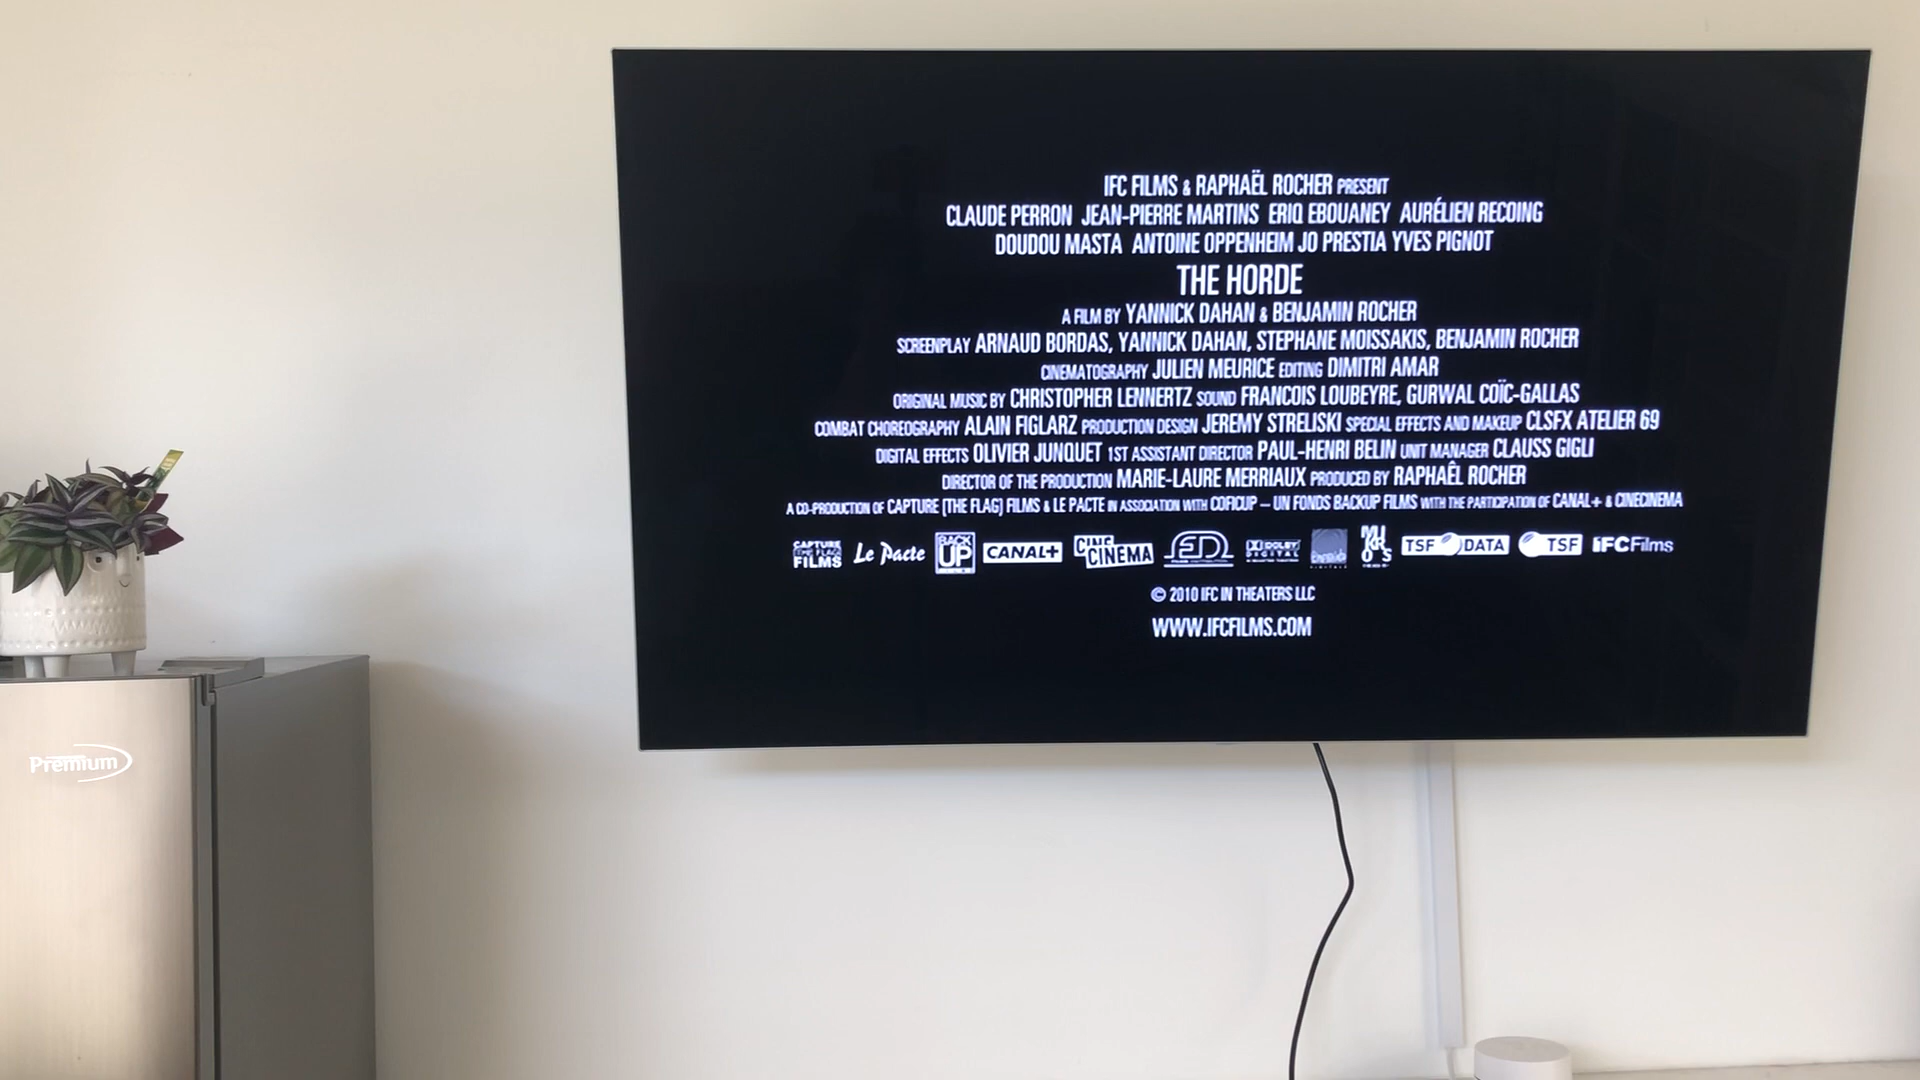 IFC FILMS & RAPHAËL ROCHER PRESENT
CLAUDE PERRON JEAN-PIERRE MARTINS ERIQ EBOUANEY AURÉLIEN RECOING
DOUDOU MASTA ANTOINE OPPENHEIM JO PRESTIA YVES PIGNOT
THE HORDE
A FILM BY YANNICK DAHAN & BENJAMIN ROCHER
SCREENPLAY ARNAUD BORDAS, YANNICK DAHAN, STEPHANE MOISSAKIS, BENJAMIN ROCHER
CINEMATOGRAPHY JULIEN MEURICE EDITING DIMITRI AMAR
ORIGINAL MUSIC BY CHRISTOPHER LENNERTZ SOUND FRANCOIS LOUBEYRE, GURWAL COÏC-GALLAS
COMBAT CHOREOGRAPHY ALAIN FIGLARZ PRODUCTION DESIGN JEREMY STRELISKI SPECIAL EFFECTS AND MAKEUP CLSFX ATELIER 69
DIGITAL EFFECTS OLIVIER JUNQUET 1ST ASSISTANT DIRECTOR PAUL-HENRI BELIN UNIT MANAGER CLAUSS GIGLI
DIRECTOR OF THE PRODUCTION MARIE-LAURE MERRIAUX PRODUCED BY RAPHAËL ROCHER
A CO-PRODUCTION OF CAPTURE (THE FLAG) FILMS & LE PACTE IN ASSOCIATION WITH COFICUP – UN FONDS BACKUP FILMS WITH THE PARTICIPATION OF CANAL+ & CINECINEMA
CAPTURE THE FLAG FILMS Le Pacte BACK UP CANAL+ CINE CINEMA DOLBY DIGITAL MIKROS TSF DATA TSF IFC Films
© 2010 IFC IN THEATERS LLC
WWW.IFCFILMS.COM
Premium